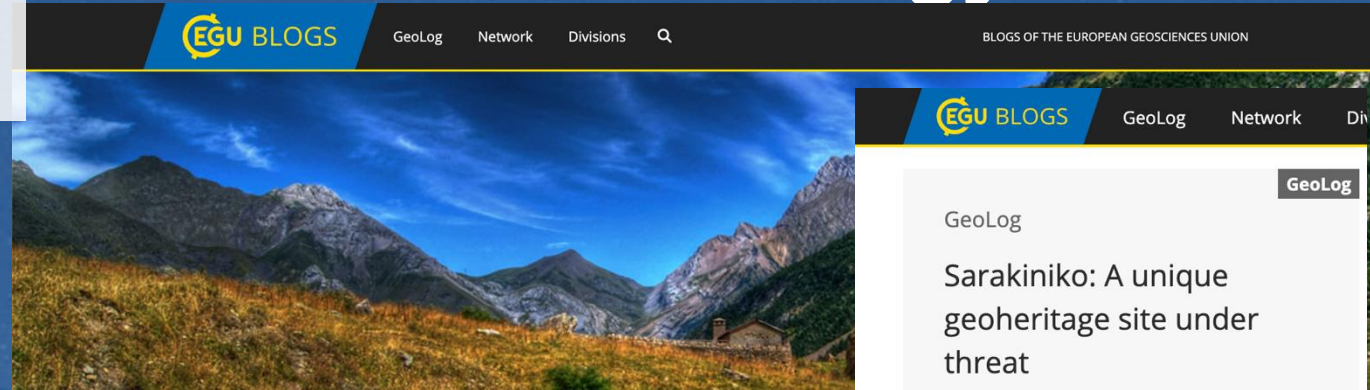 EGU BLOGS GeoLog Network Divisions BLOGS OF THE EUROPEAN GEOSCIENCES UNION
EGU BLOGS GeoLog Network
GeoLog
GeoLog
Sarakiniko: A unique
geoheritage site under
threat